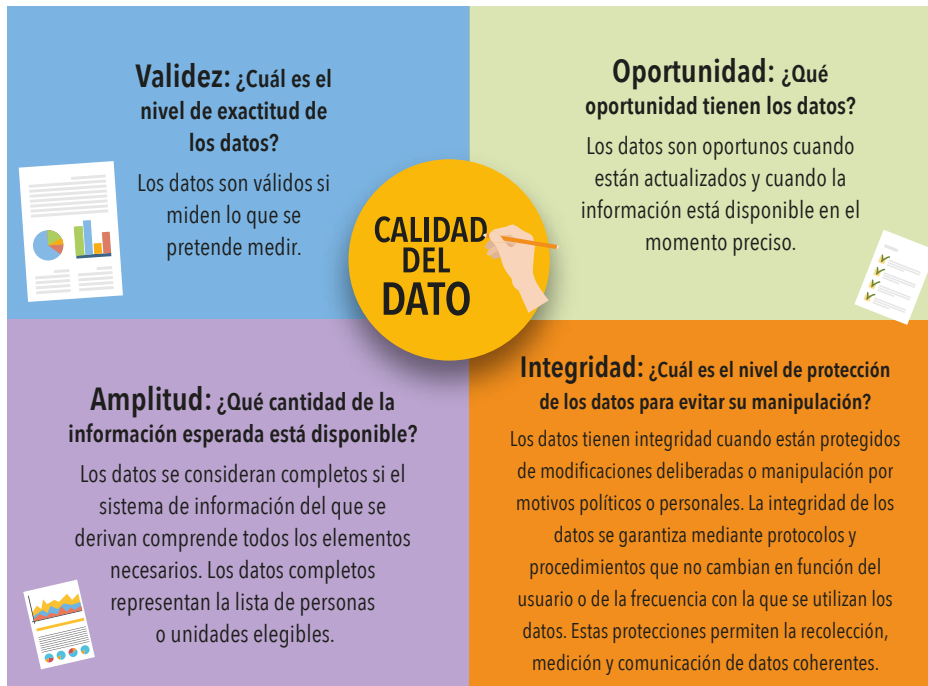 Validez: ¿Cuál es el
nivel de exactitud de
los datos?
Los datos son válidos si
miden lo que se
pretende medir.
Oportunidad: ¿Qué
oportunidad tienen los datos?
Los datos son oportunos cuando
están actualizados y cuando la
información está disponible en el
momento preciso.
CALIDAD
DEL
DATO
Amplitud: ¿Qué cantidad de la
información esperada está disponible?
Los datos se consideran completos si el
sistema de información del que se
derivan comprende todos los elementos
necesarios. Los datos completos
representan la lista de personas
o unidades elegibles.
Integridad: ¿Cuál es el nivel de protección
de los datos para evitar su manipulación?
Los datos tienen integridad cuando están protegidos
de modificaciones deliberadas o manipulación por
motivos políticos o personales. La integridad de los
datos se garantiza mediante protocolos y
procedimientos que no cambian en función del
usuario o de la frecuencia con la que se utilizan los
datos. Estas protecciones permiten la recolección,
medición y comunicación de datos coherentes.